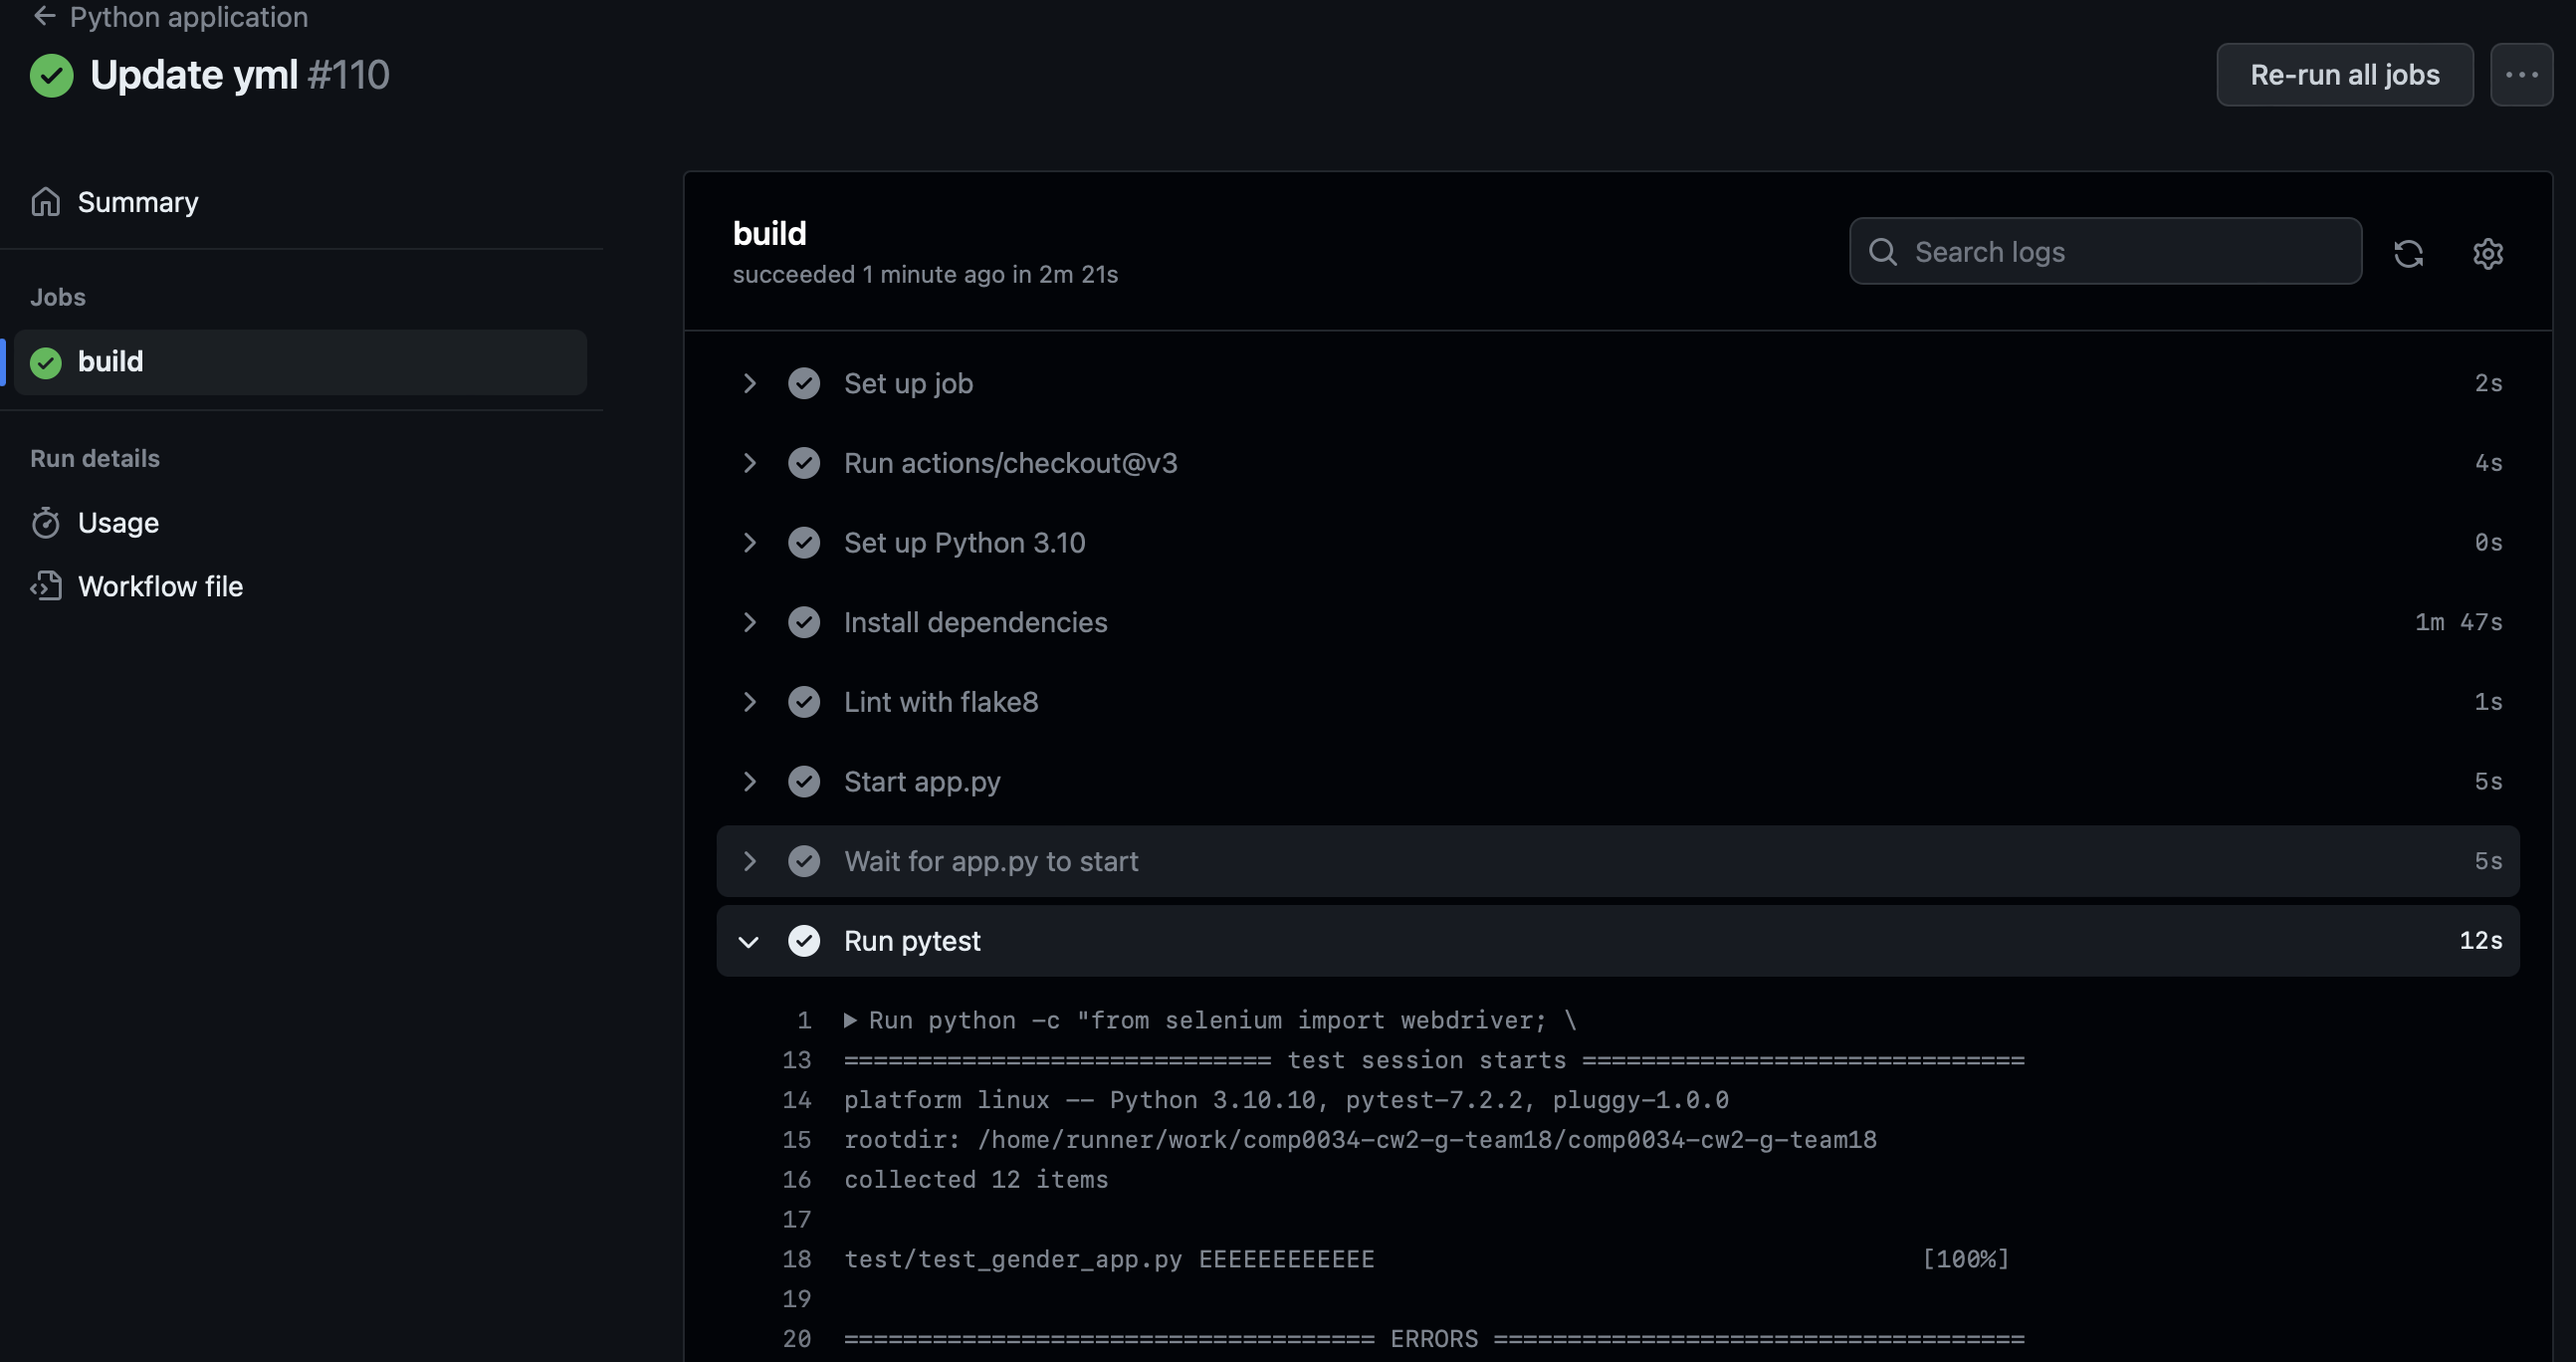 Python application
Update yml #110
Re-run all jobs
Summary
Jobs
build
Run details
Usage
Workflow file
build
succeeded 1 minute ago in 2m 21s
Search logs
Set up job 2s
Run actions/checkout@v3 4s
Set up Python 3.10 0s
Install dependencies 1m 47s
Lint with flake8 1s
Start app.py 5s
Wait for app.py to start 5s
Run pytest 12s
1 Run python -c "from selenium import webdriver; \
13 ============================= test session starts ==============================
14 platform linux -- Python 3.10.10, pytest-7.2.2, pluggy-1.0.0
15 rootdir: /home/runner/work/comp0034-cw2-g-team18/comp0034-cw2-g-team18
16 collected 12 items
17
18 test/test_gender_app.py EEEEEEEEEEEE [100%]
19
20 ==================================== ERRORS ====================================